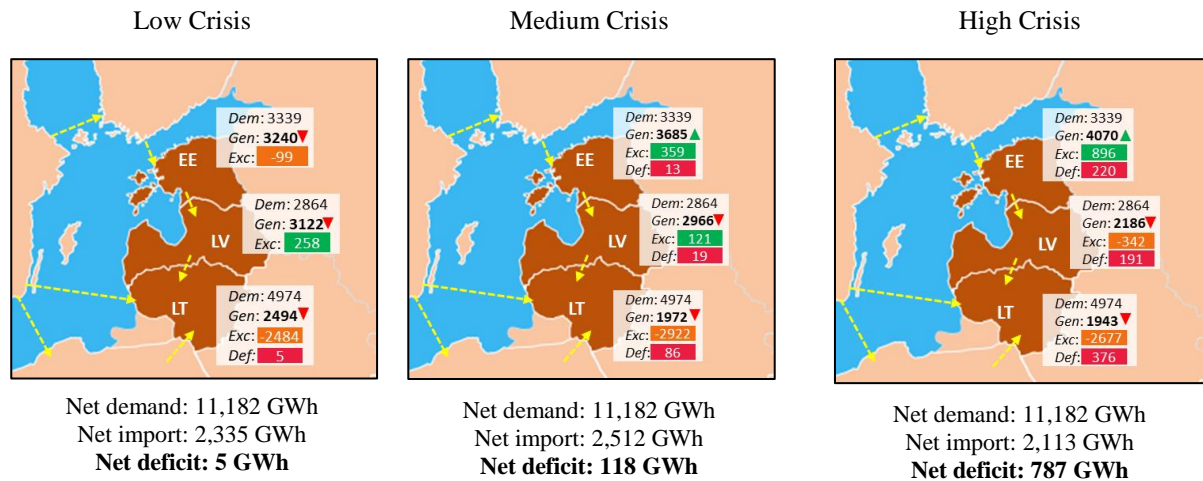 Low Crisis
Dem: 3339
Gen: 3240
Exc: -99
EE
Dem: 2864
Gen: 3122
Exc: 258
LV
Dem: 4974
Gen: 2494
Exc: -2484
Def: 5
LT
Net demand: 11,182 GWh
Net import: 2,335 GWh
Net deficit: 5 GWh
Medium Crisis
Dem: 3339
Gen: 3685
Exc: 359
Def: 13
EE
Dem: 2864
Gen: 2966
Exc: 121
Def: 19
LV
Dem: 4974
Gen: 1972
Exc: -2922
Def: 86
LT
Net demand: 11,182 GWh
Net import: 2,512 GWh
Net deficit: 118 GWh
High Crisis
Dem: 3339
Gen: 4070
Exc: 896
Def: 220
EE
Dem: 2864
Gen: 2186
Exc: -342
Def: 191
LV
Dem: 4974
Gen: 1943
Exc: -2677
Def: 376
LT
Net demand: 11,182 GWh
Net import: 2,113 GWh
Net deficit: 787 GWh